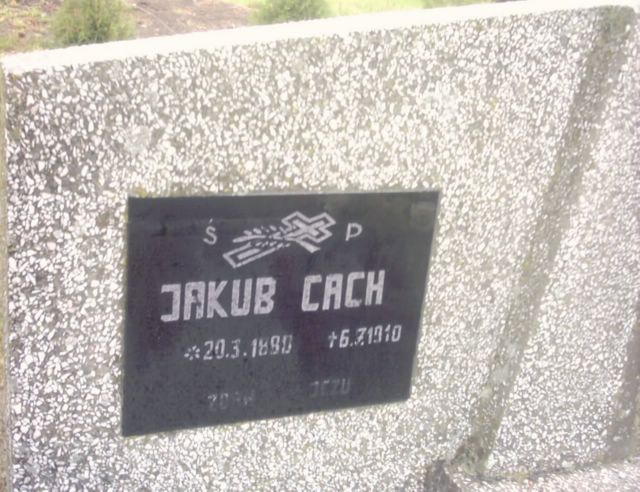 Ś P
JAKUB CACH
*20.3.1890 †6.7.1910